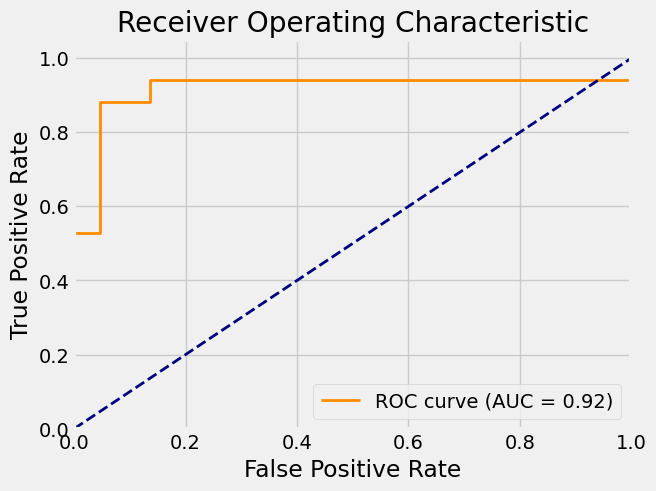 Receiver Operating Characteristic
True Positive Rate
1.0
0.8
0.6
0.4
0.2
0.0
0.0 0.2 0.4 0.6 0.8 1.0
False Positive Rate
ROC curve (AUC = 0.92)